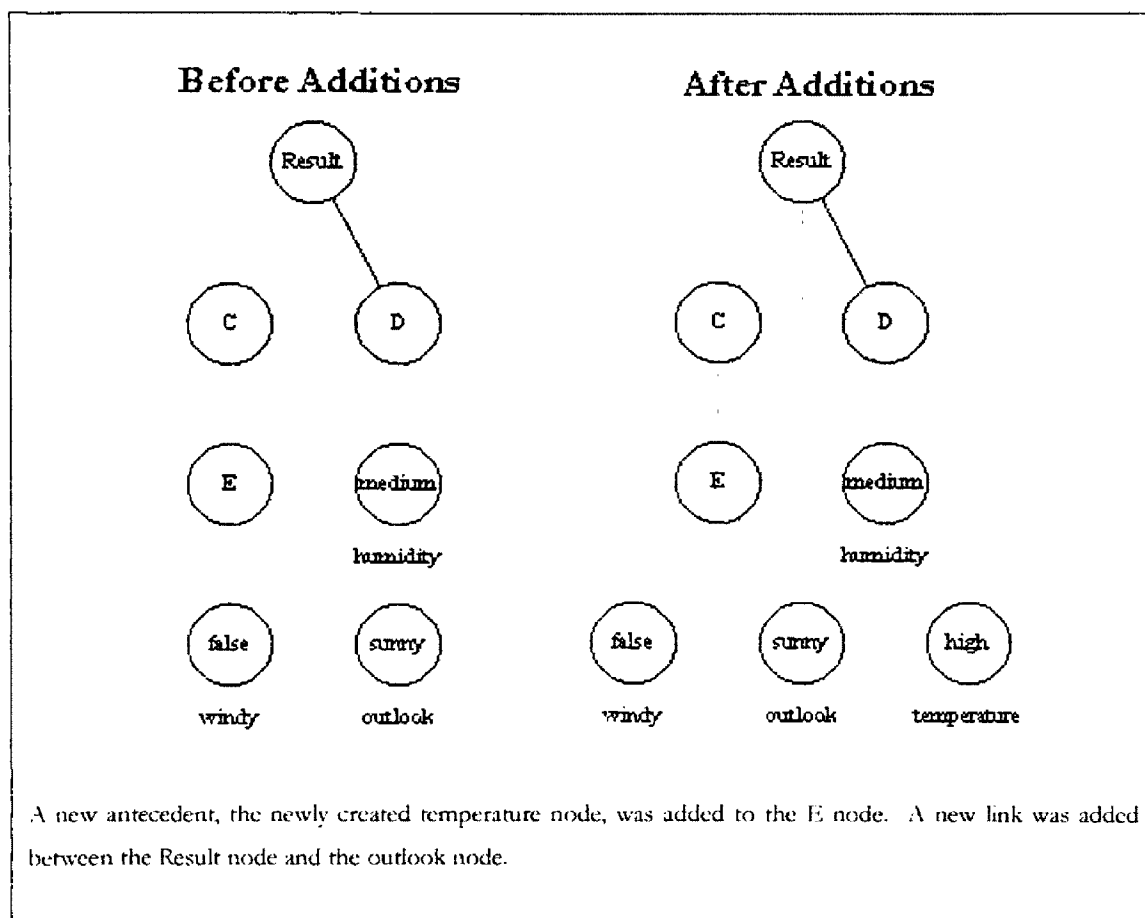 Before Additions
After Additions
Result
Result
C
D
C
D
E
medium
E
medium
humidity
humidity
false
sunny
false
sunny
high
windy
outlook
windy
outlook
temperature
A new antecedent, the newly created temperature node, was added to the E node. A new link was added
between the Result node and the outlook node.